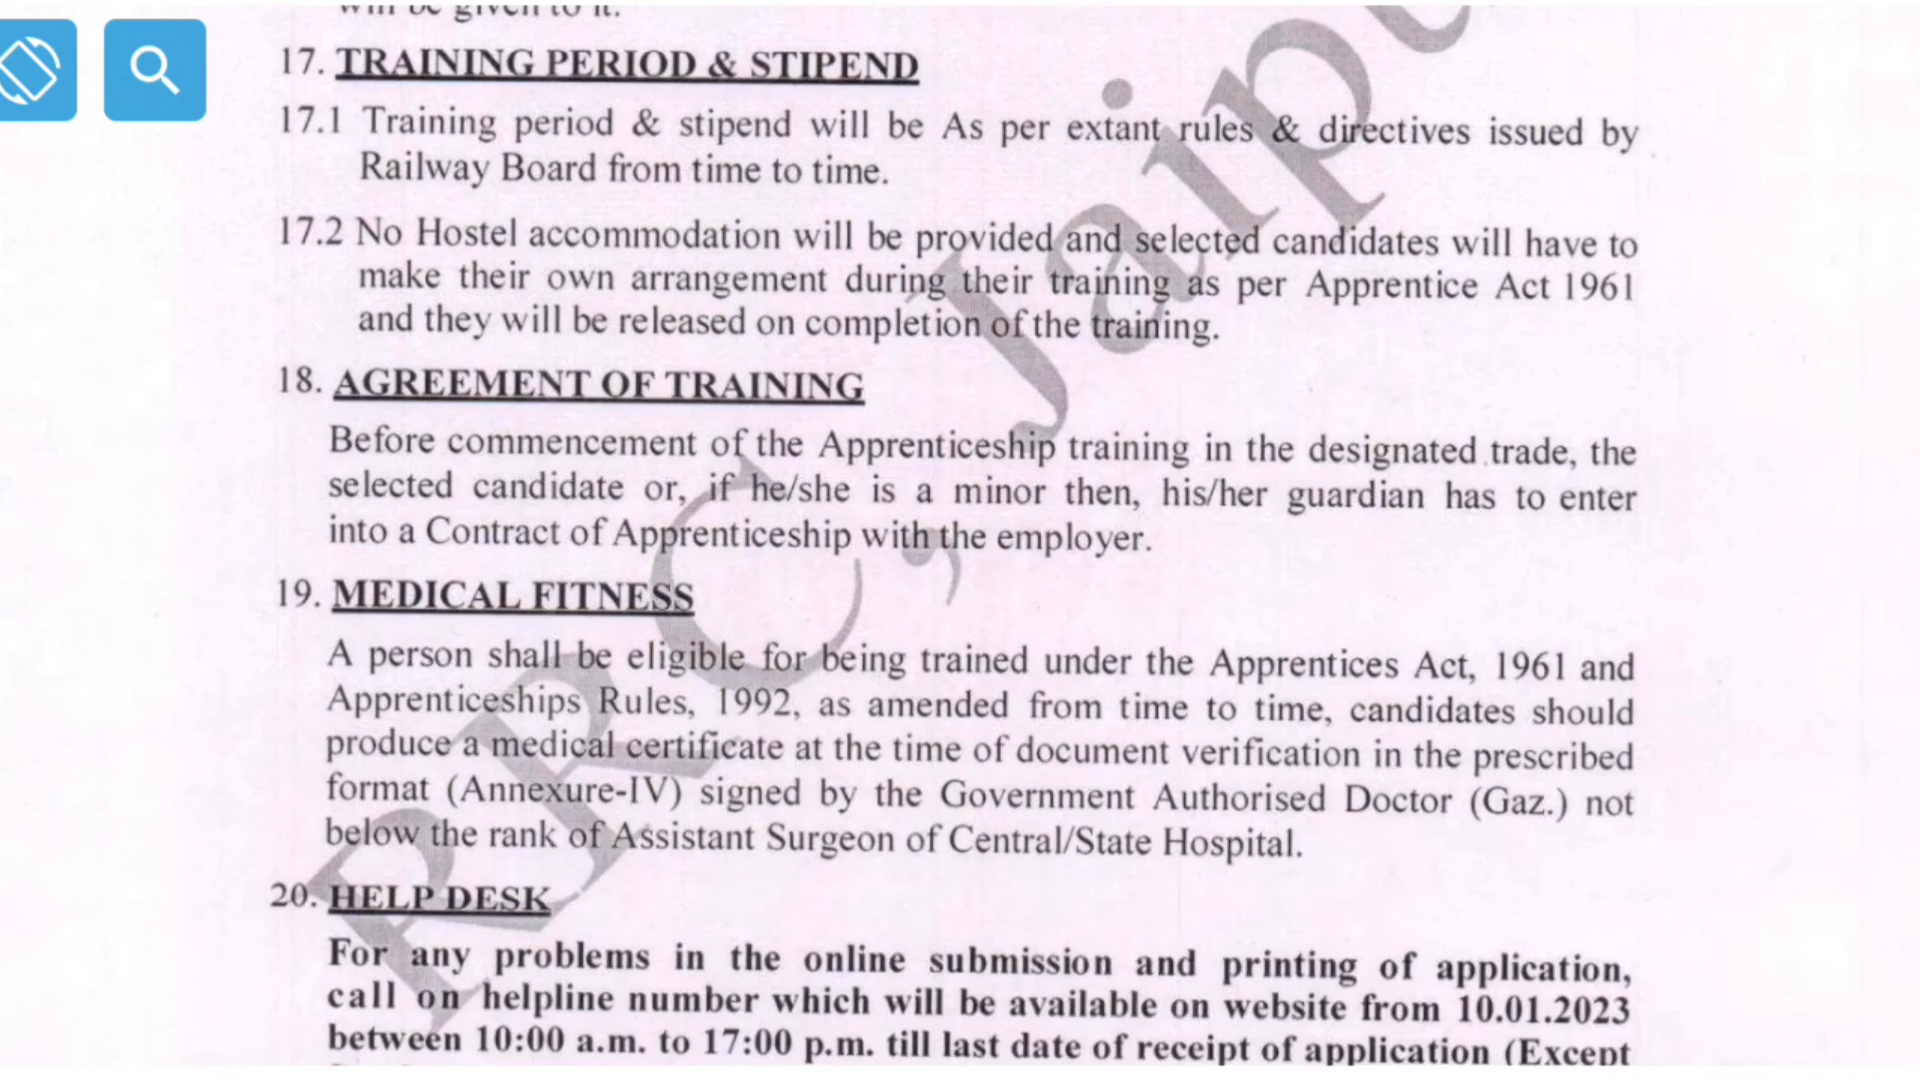 will be given to it.
17. TRAINING PERIOD & STIPEND
17.1 Training period & stipend will be As per extant rules & directives issued by
Railway Board from time to time.
17.2 No Hostel accommodation will be provided and selected candidates will have to
make their own arrangement during their training as per Apprentice Act 1961
and they will be released on completion of the training.
18. AGREEMENT OF TRAINING
Before commencement of the Apprenticeship training in the designated trade, the
selected candidate or, if he/she is a minor then, his/her guardian has to enter
into a Contract of Apprenticeship with the employer.
19. MEDICAL FITNESS
A person shall be eligible for being trained under the Apprentices Act, 1961 and
Apprenticeships Rules, 1992, as amended from time to time, candidates should
produce a medical certificate at the time of document verification in the prescribed
format (Annexure-IV) signed by the Government Authorised Doctor (Gaz.) not
below the rank of Assistant Surgeon of Central/State Hospital.
20. HELP DESK
For any problems in the online submission and printing of application,
call on helpline number which will be available on website from 10.01.2023
between 10:00 a.m. to 17:00 p.m. till last date of receipt of application (Except
RRC, Jaipu